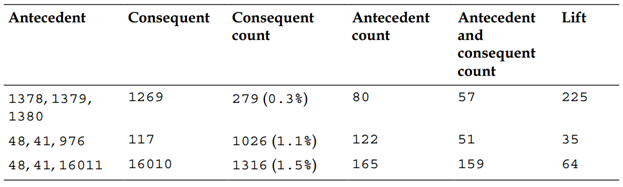 Antecedent Consequent Consequent count Antecedent count Antecedent and consequent count Lift
1378, 1379, 1380 1269 279 (0.3%) 80 57 225
48, 41, 976 117 1026 (1.1%) 122 51 35
48, 41, 16011 16010 1316 (1.5%) 165 159 64